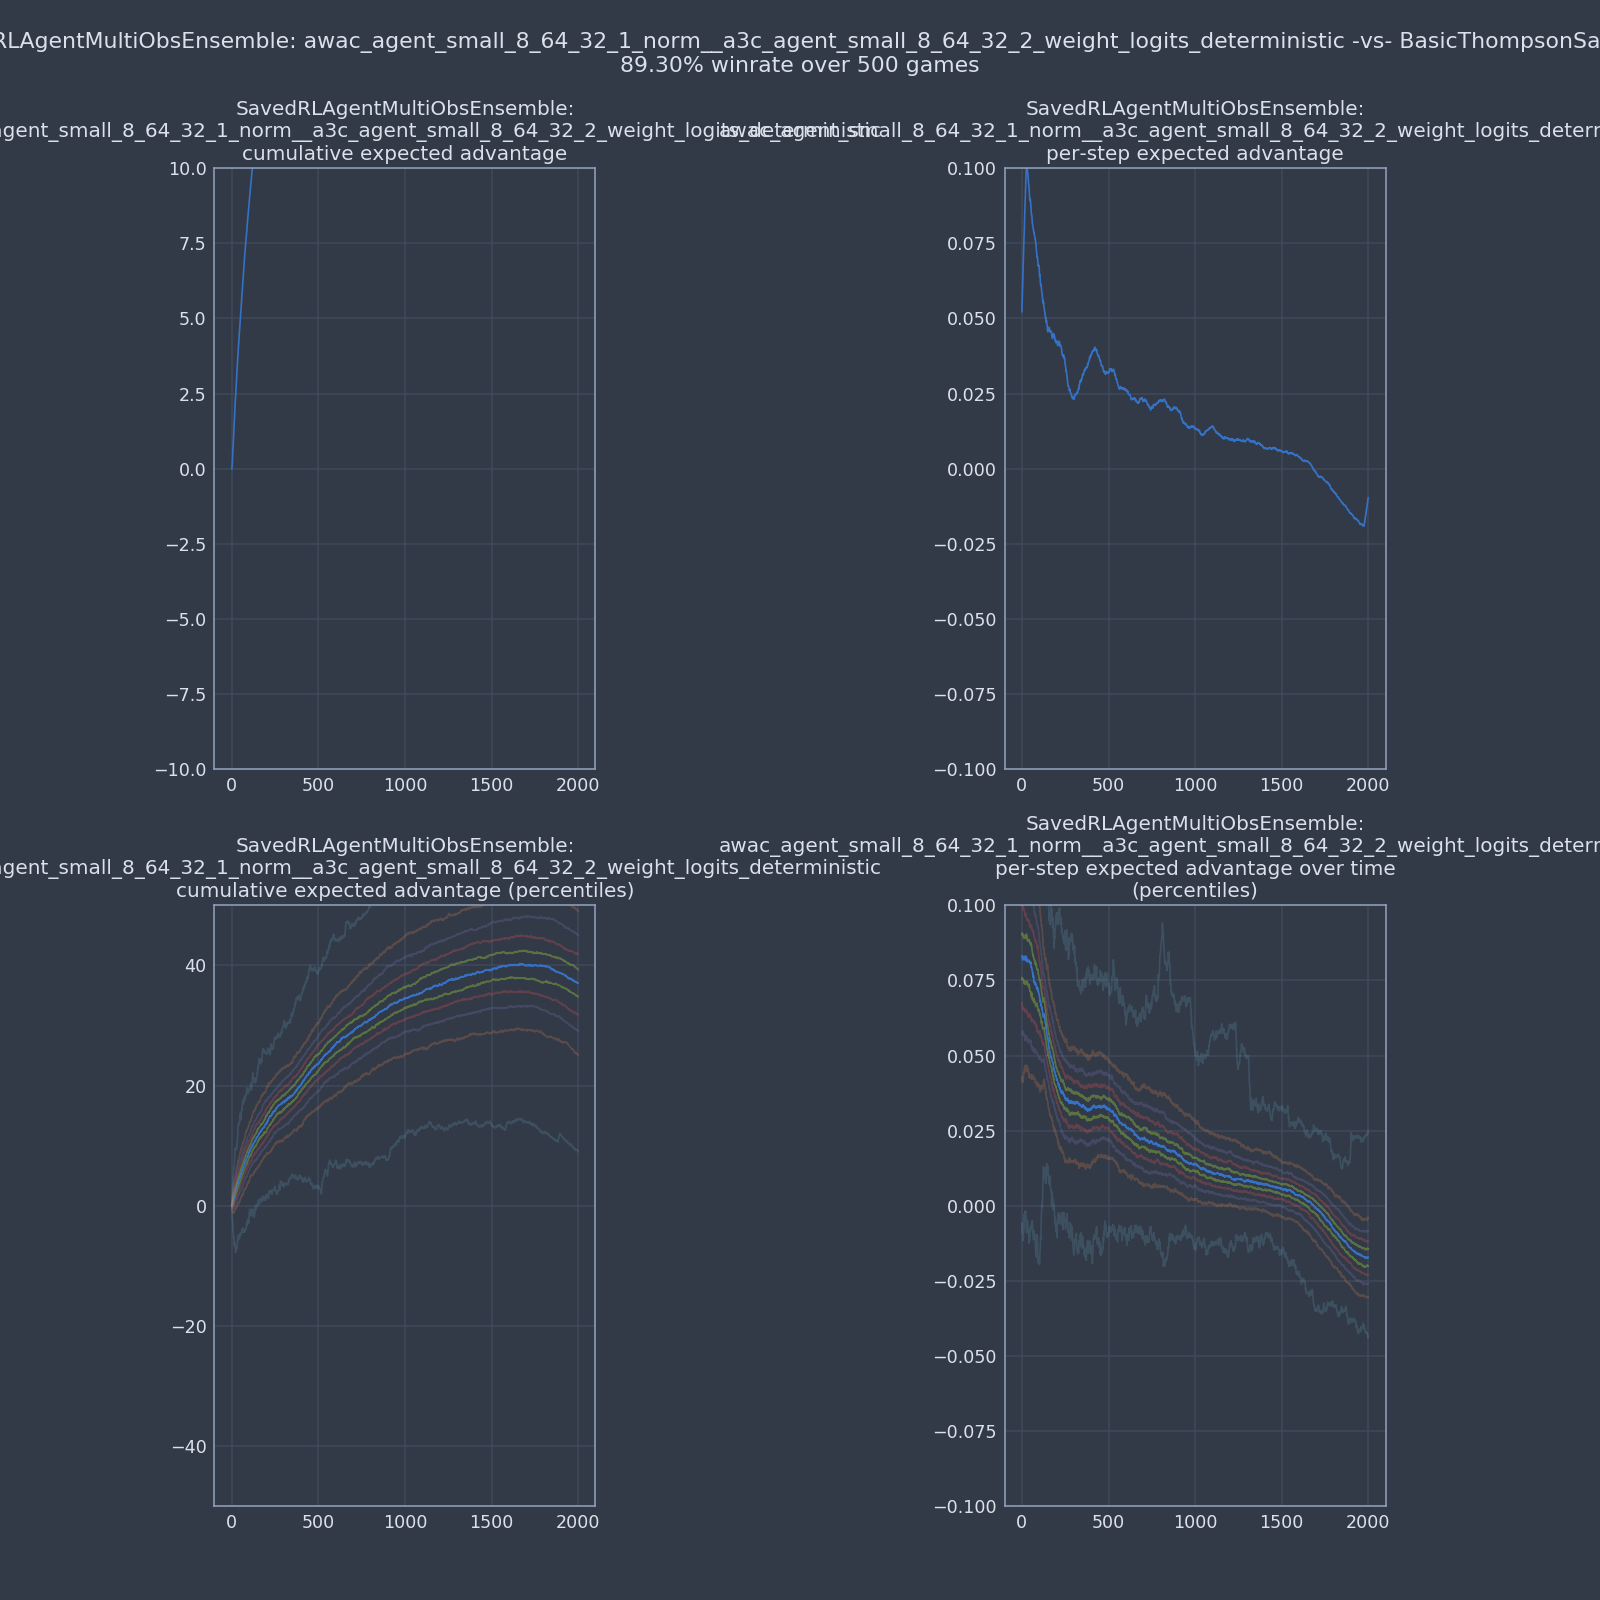 RLAgentMultiObsEnsemble: awac_agent_small_8_64_32_1_norm__a3c_agent_small_8_64_32_2_weight_logits_deterministic -vs- BasicThompsonSa
89.30% winrate over 500 games
SavedRLAgentMultiObsEnsemble:
agent_small_8_64_32_1_norm__a3c_agent_small_8_64_32_2_weight_logits_deterministic
cumulative expected advantage
10.0
7.5
5.0
2.5
0.0
−2.5
−5.0
−7.5
−10.0
0 500 1000 1500 2000
SavedRLAgentMultiObsEnsemble:
awac_agent_small_8_64_32_1_norm__a3c_agent_small_8_64_32_2_weight_logits_deterr
per-step expected advantage
0.100
0.075
0.050
0.025
0.000
−0.025
−0.050
−0.075
−0.100
0 500 1000 1500 2000
SavedRLAgentMultiObsEnsemble:
agent_small_8_64_32_1_norm__a3c_agent_small_8_64_32_2_weight_logits_deterministic
cumulative expected advantage (percentiles)
40
20
0
−20
−40
0 500 1000 1500 2000
SavedRLAgentMultiObsEnsemble:
awac_agent_small_8_64_32_1_norm__a3c_agent_small_8_64_32_2_weight_logits_deterr
per-step expected advantage over time
(percentiles)
0.100
0.075
0.050
0.025
0.000
−0.025
−0.050
−0.075
−0.100
0 500 1000 1500 2000